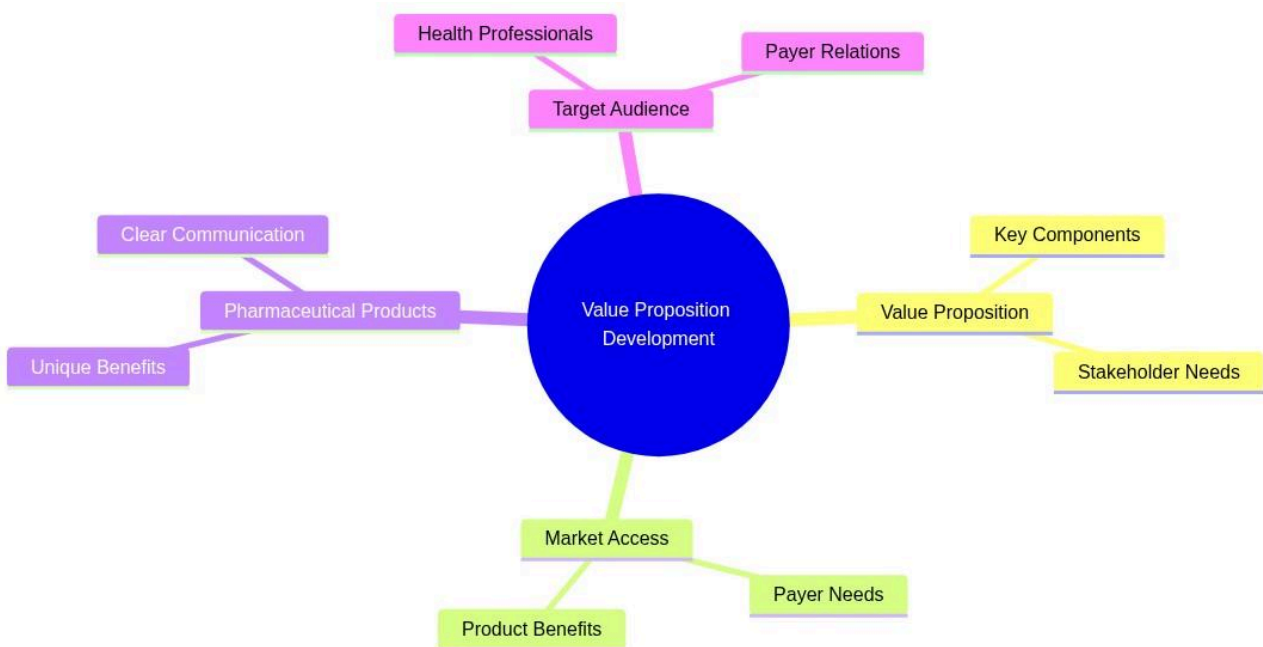 Health Professionals
Payer Relations
Target Audience
Clear Communication
Key Components
Pharmaceutical Products
Value Proposition
Development
Value Proposition
Unique Benefits
Stakeholder Needs
Market Access
Payer Needs
Product Benefits